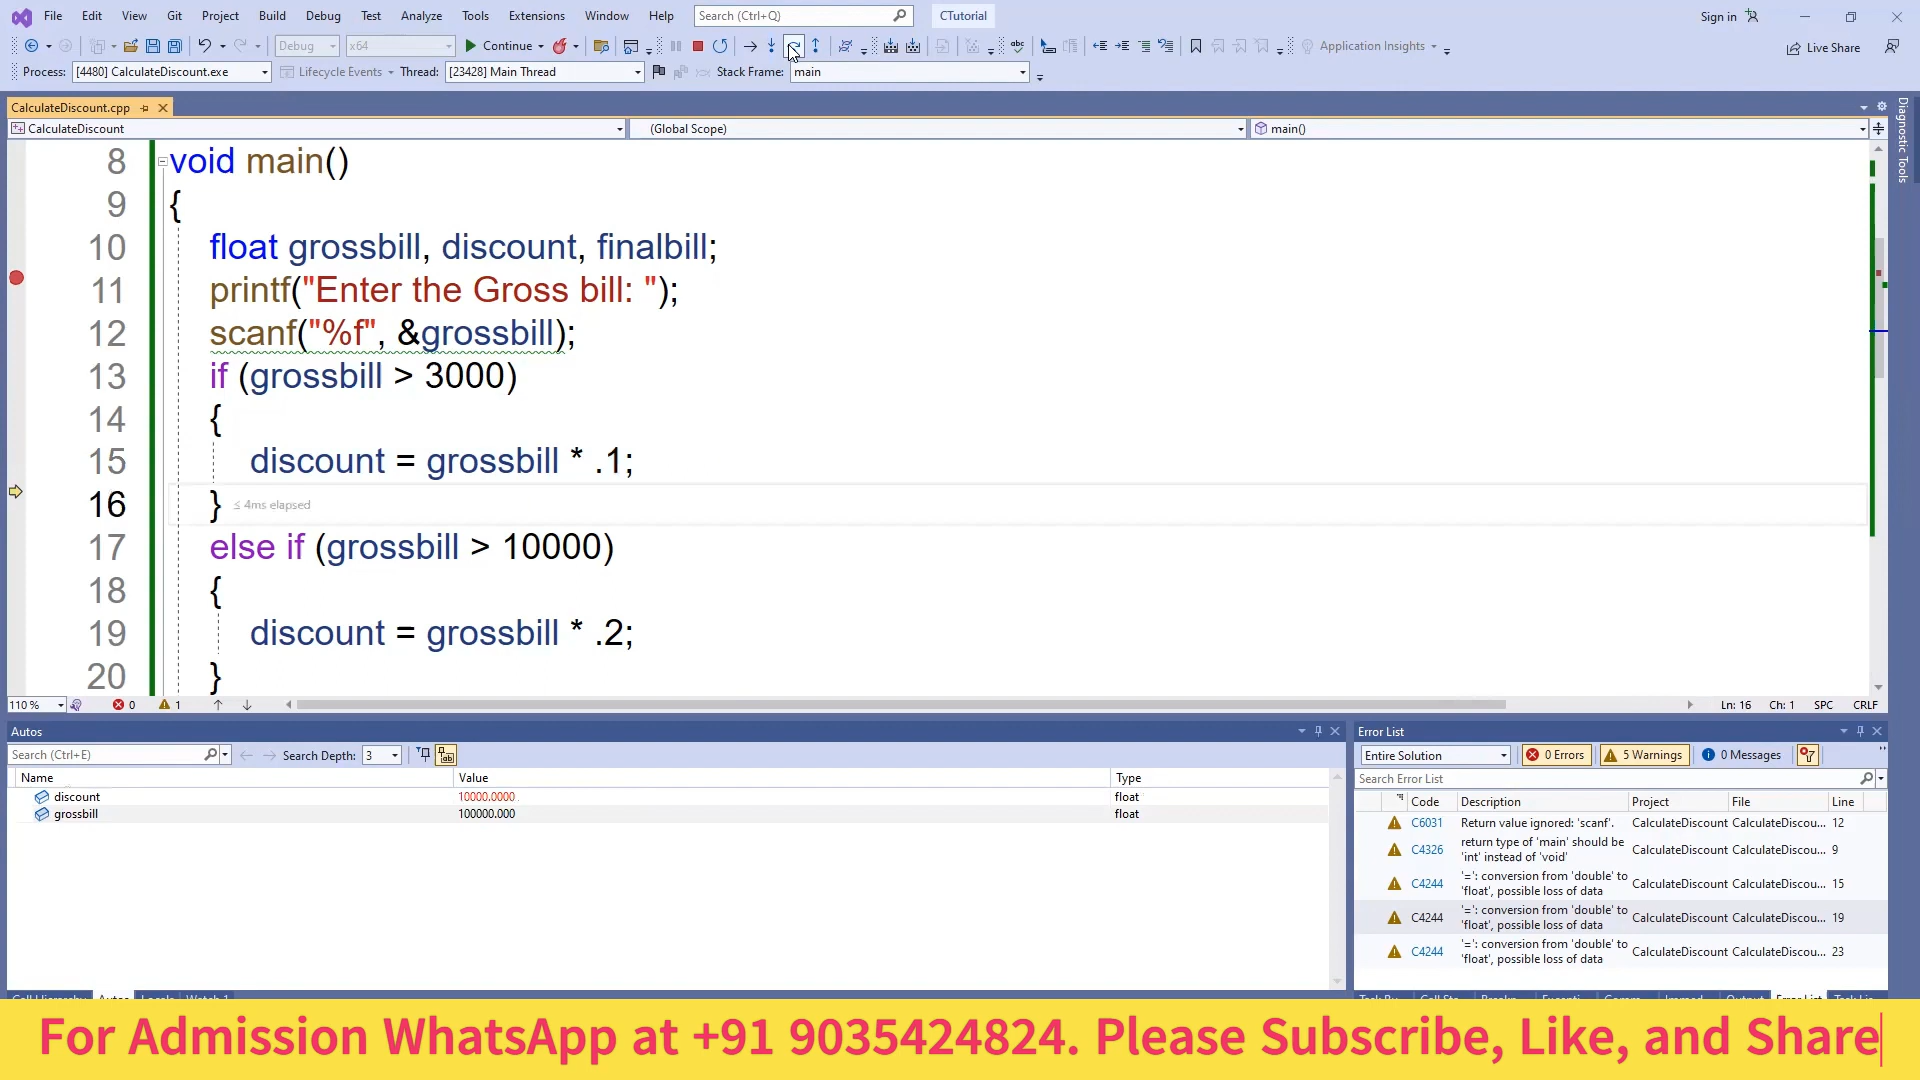 File Edit View Git Project Build Debug Test Analyze Tools Extensions Window Help Search (Ctrl+Q) CTutorial Sign in
Debug x64 Continue Application Insights Live Share
Process: [4480] CalculateDiscount.exe Lifecycle Events Thread: [23428] Main Thread Stack Frame: main
CalculateDiscount.cpp
CalculateDiscount (Global Scope) main()
Diagnostic Tools
8 void main()
9 {
10 float grossbill, discount, finalbill;
11 printf("Enter the Gross bill: ");
12 scanf("%f", &grossbill);
13 if (grossbill > 3000)
14 {
15 discount = grossbill * .1;
16 } ≤ 4ms elapsed
17 else if (grossbill > 10000)
18 {
19 discount = grossbill * .2;
20 }
110 % 0 1 Ln: 16 Ch: 1 SPC CRLF
Autos
Search (Ctrl+E) Search Depth: 3
Name Value Type
discount 10000.0000 float
grossbill 100000.000 float
Error List
Entire Solution 0 Errors 5 Warnings 0 Messages
Search Error List
Code Description Project File Line
C6031 Return value ignored: 'scanf'. CalculateDiscount CalculateDiscou... 12
C4326 return type of 'main' should be 'int' instead of 'void' CalculateDiscount CalculateDiscou... 9
C4244 '=': conversion from 'double' to 'float', possible loss of data CalculateDiscount CalculateDiscou... 15
C4244 '=': conversion from 'double' to 'float', possible loss of data CalculateDiscount CalculateDiscou... 19
C4244 '=': conversion from 'double' to 'float', possible loss of data CalculateDiscount CalculateDiscou... 23
For Admission WhatsApp at +91 9035424824. Please Subscribe, Like, and Share